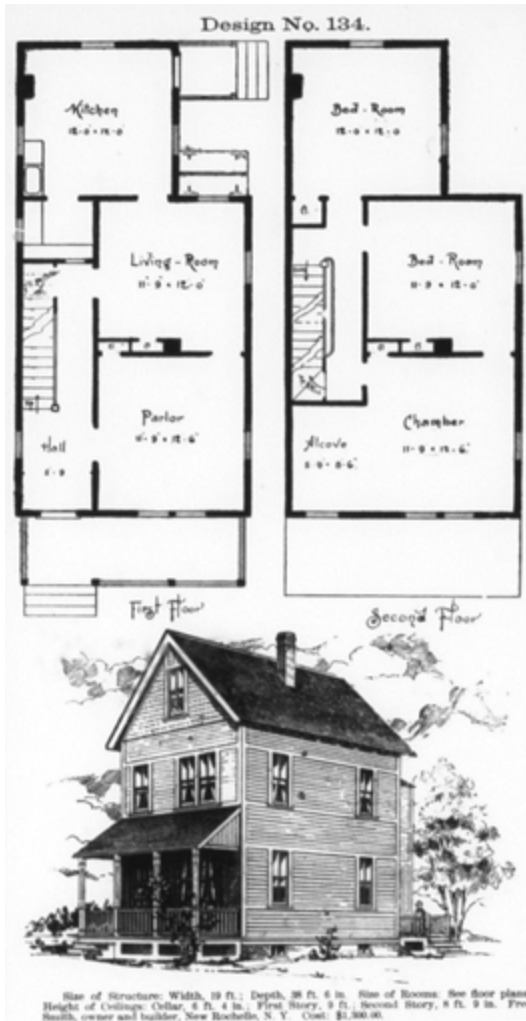 Design No. 134.
Kitchen
12-0 × 12-0
Bed-Room
12-0 × 12-0
c.
Living-Room
11'-9" × 12-0"
Bed-Room
11-9 × 12-0
c. c.
c. c.
Parlor
11'-9" × 12-6"
Chamber
11-9 × 12-6
Hall
Alcove
First Floor
Second Floor
Size of Structure: Width, 19 ft.; Depth, 38 ft. 6 in. Size of Rooms: See floor plans
Height of Ceilings: Cellar, 6 ft. 4 in.; First Story, 9 ft.; Second Story, 8 ft. 9 in. Fre
Smith, owner and builder, New Rochelle, N. Y. Cost: $1,300.00.